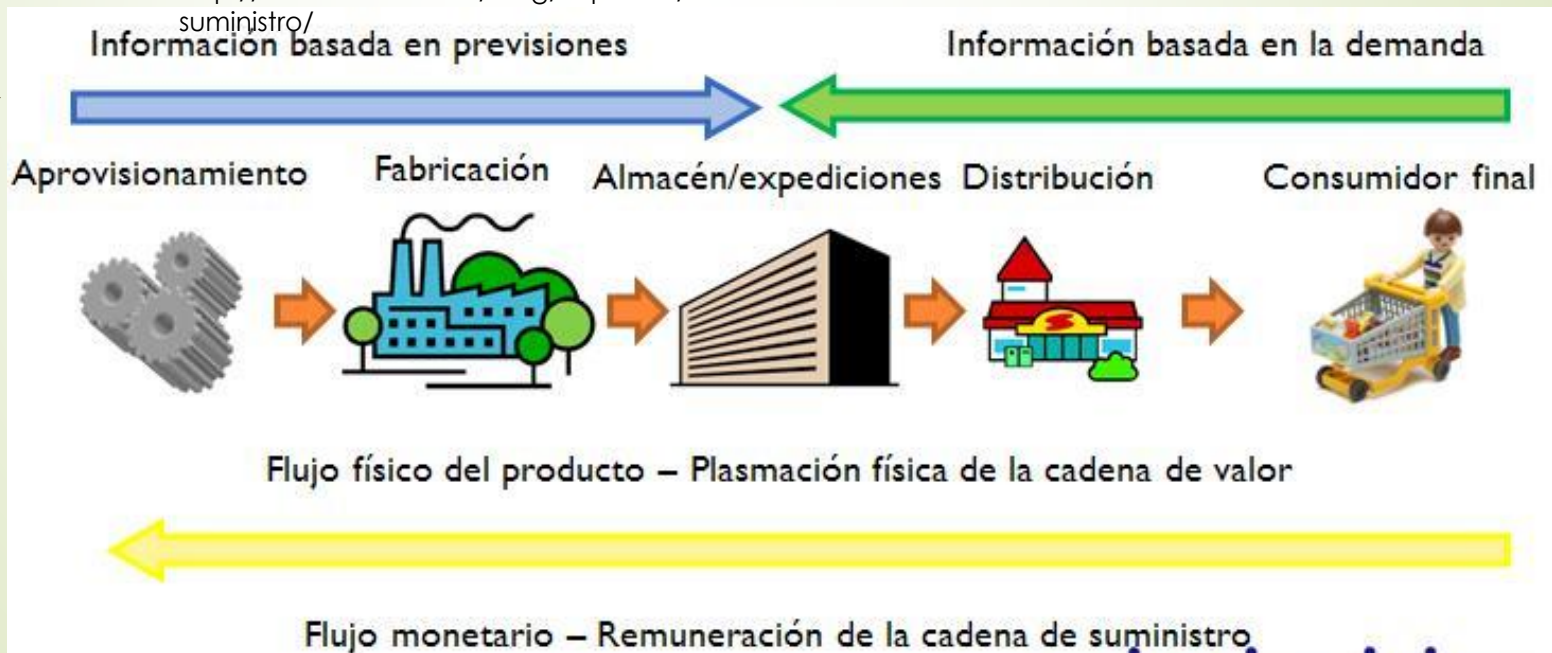 suministro/
Información basada en previsiones
Información basada en la demanda
Aprovisionamiento
Fabricación
Almacén/expediciones
Distribución
Consumidor final
Flujo físico del producto – Plasmación física de la cadena de valor
Flujo monetario – Remuneración de la cadena de suministro